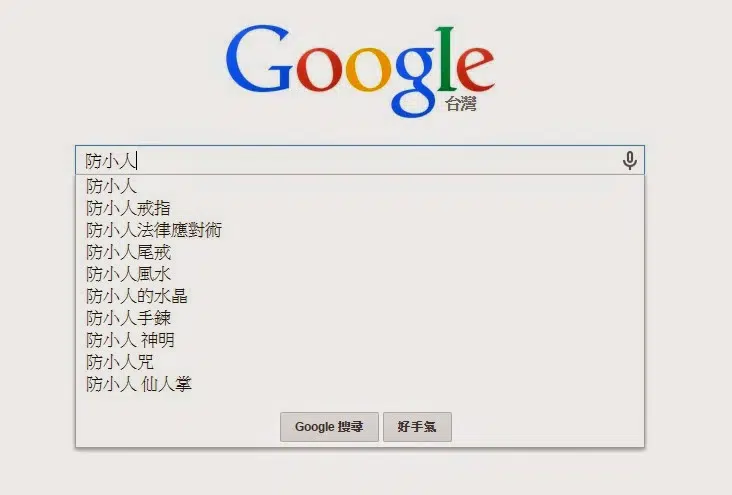 Google
台灣
防小人
防小人
防小人戒指
防小人法律應對術
防小人尾戒
防小人風水
防小人的水晶
防小人手鍊
防小人 神明
防小人咒
防小人 仙人掌
Google 搜尋 好手氣